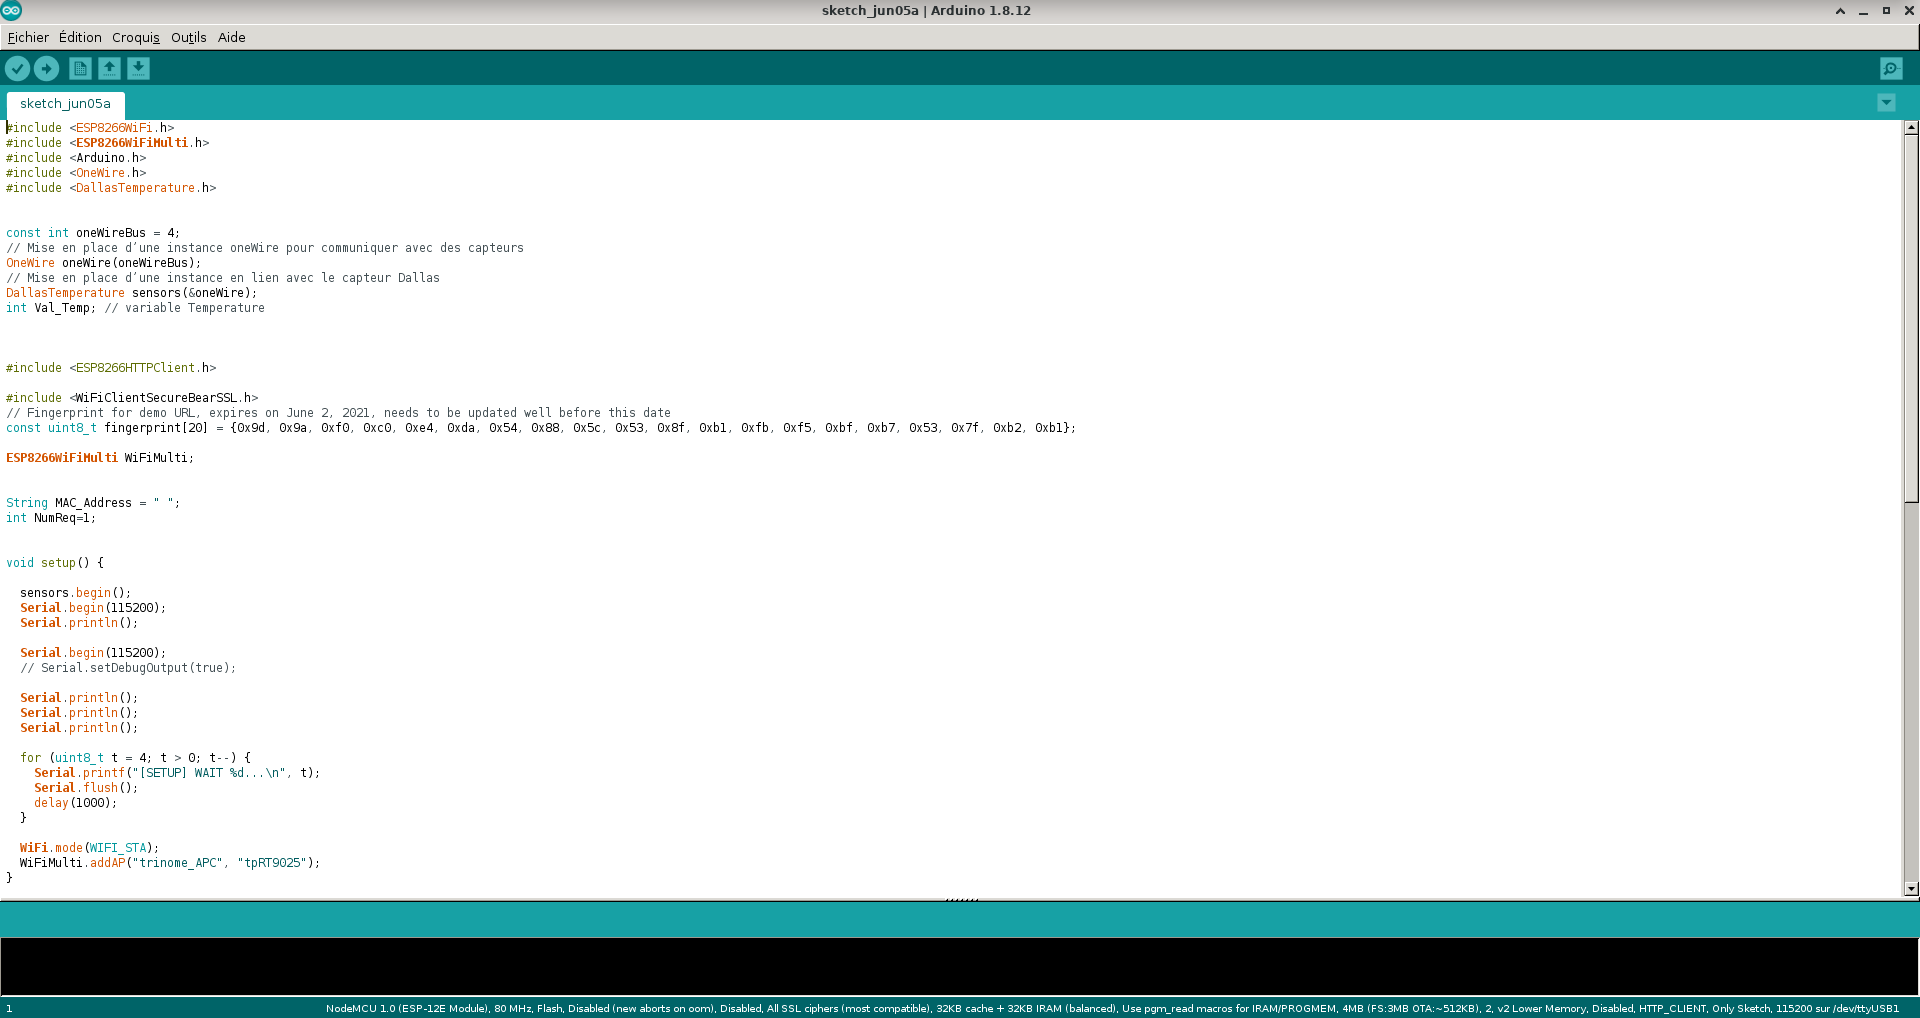 sketch_jun05a | Arduino 1.8.12
Fichier Édition Croquis Outils Aide
sketch_jun05a
#include <ESP8266WiFi.h>
#include <ESP8266WiFiMulti.h>
#include <Arduino.h>
#include <OneWire.h>
#include <DallasTemperature.h>
const int oneWireBus = 4;
// Mise en place d'une instance oneWire pour communiquer avec des capteurs
OneWire oneWire(oneWireBus);
// Mise en place d'une instance en lien avec le capteur Dallas
DallasTemperature sensors(&oneWire);
int Val_Temp; // variable Temperature
#include <ESP8266HTTPClient.h>
#include <WiFiClientSecureBearSSL.h>
// Fingerprint for demo URL, expires on June 2, 2021, needs to be updated well before this date
const uint8_t fingerprint[20] = {0x9d, 0x9a, 0xf0, 0xc0, 0xe4, 0xda, 0x54, 0x88, 0x5c, 0x53, 0x8f, 0xb1, 0xfb, 0xf5, 0xbf, 0xb7, 0x53, 0x7f, 0xb2, 0xb1};
ESP8266WiFiMulti WiFiMulti;
String MAC_Address = " ";
int NumReq=1;
void setup() {
sensors.begin();
Serial.begin(115200);
Serial.println();
Serial.begin(115200);
// Serial.setDebugOutput(true);
Serial.println();
Serial.println();
Serial.println();
for (uint8_t t = 4; t > 0; t--) {
Serial.printf("[SETUP] WAIT %d...\n", t);
Serial.flush();
delay(1000);
}
WiFi.mode(WIFI_STA);
WiFiMulti.addAP("trinome_APC", "tpRT9025");
}
1 NodeMCU 1.0 (ESP-12E Module), 80 MHz, Flash, Disabled (new aborts on oom), Disabled, All SSL ciphers (most compatible), 32KB cache + 32KB IRAM (balanced), Use pgm_read macros for IRAM/PROGMEM, 4MB (FS:3MB OTA:~512KB), 2, v2 Lower Memory, Disabled, HTTP_CLIENT, Only Sketch, 115200 sur /dev/ttyUSB1